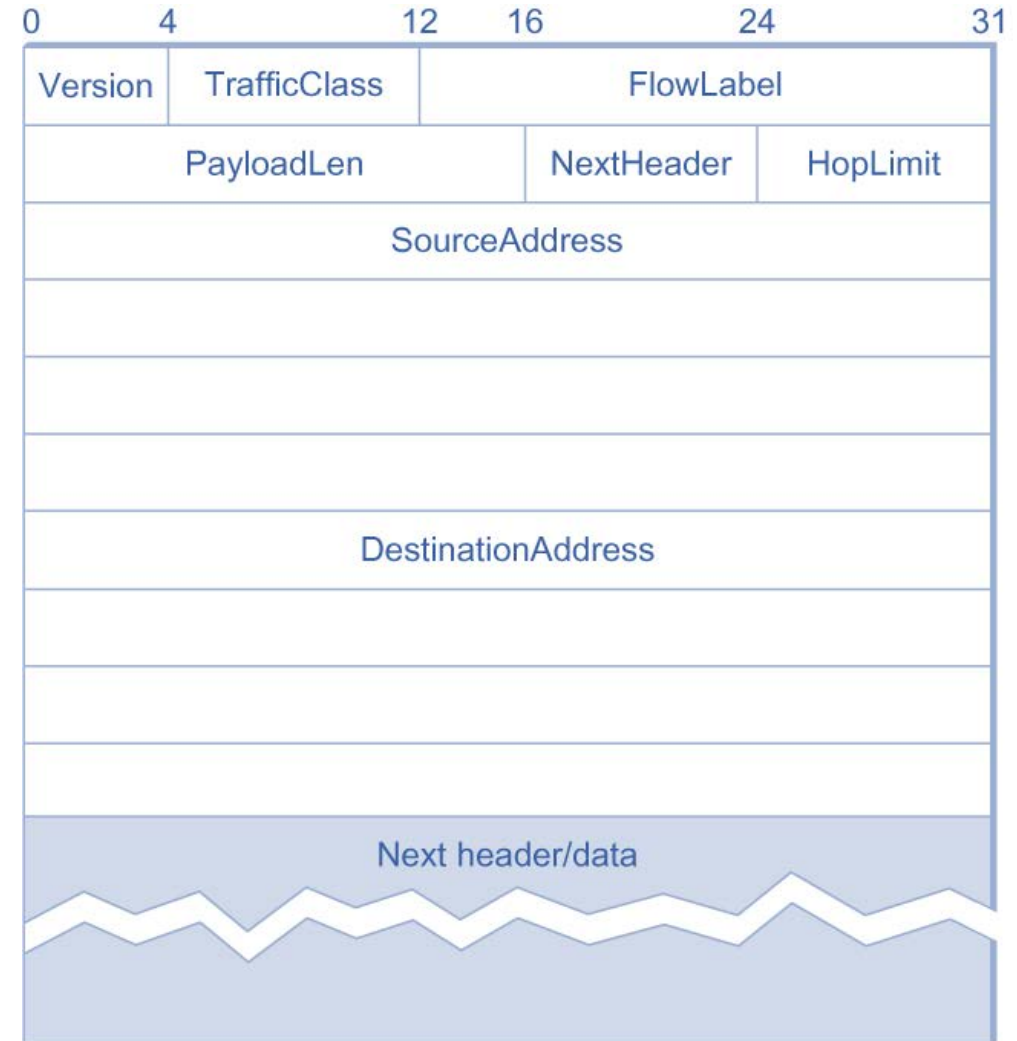 0 4 12 16 24 31
Version TrafficClass FlowLabel
PayloadLen NextHeader HopLimit
SourceAddress
DestinationAddress
Next header/data